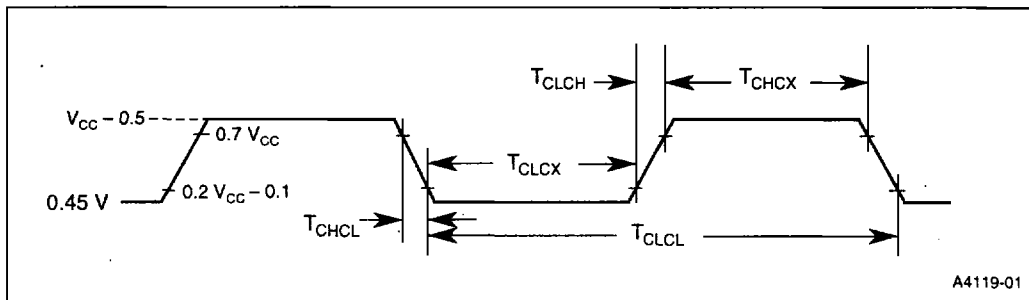 T_CLCH
T_CHCX
V_CC – 0.5
0.7 V_CC
T_CLCX
0.2 V_CC – 0.1
0.45 V
T_CHCL
T_CLCL
A4119-01